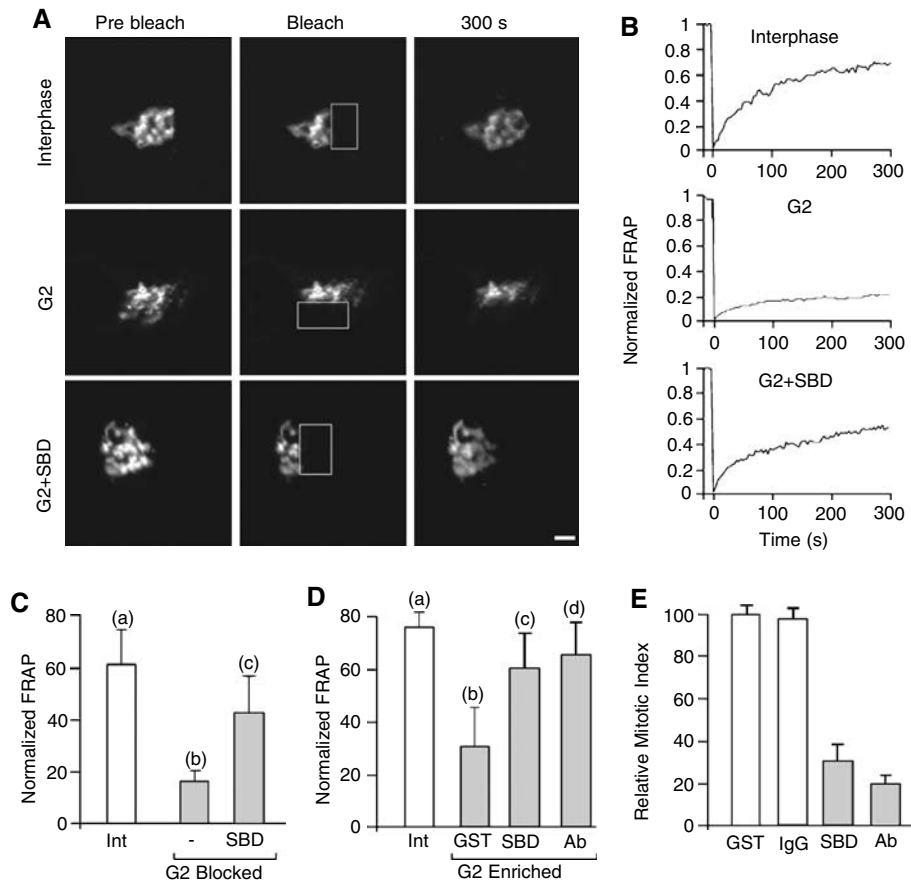 A
Pre bleach
Bleach
300 s
Interphase
G2
G2+SBD
B
Normalized FRAP
Interphase
1
0.8
0.6
0.4
0.2
0
0 100 200 300
G2
1
0.8
0.6
0.4
0.2
0
0 100 200 300
G2+SBD
1
0.8
0.6
0.4
0.2
0
0 100 200 300
Time (s)
C
Normalized FRAP
80
60
40
20
0
(a)
(b)
(c)
Int - SBD
G2 Blocked
D
Normalized FRAP
80
60
40
20
0
(a)
(b)
(c)
(d)
Int GST SBD Ab
G2 Enriched
E
Relative Mitotic Index
100
80
60
40
20
0
GST IgG SBD Ab